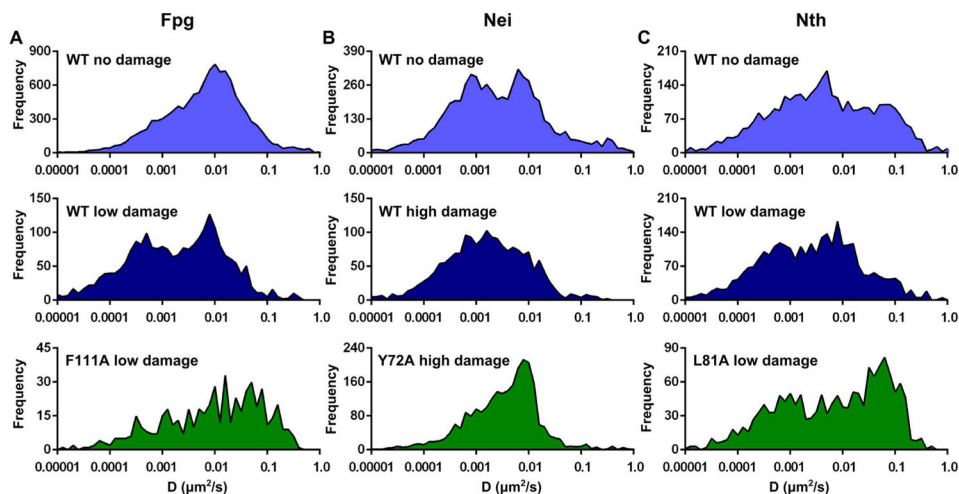 Fpg Nei Nth
A B C
WT no damage
Frequency
900
600
300
0
0.00001 0.0001 0.001 0.01 0.1 1.0
WT no damage
Frequency
390
260
130
0
0.00001 0.0001 0.001 0.01 0.1 1.0
WT no damage
Frequency
210
140
70
0
0.00001 0.0001 0.001 0.01 0.1 1.0
WT low damage
Frequency
150
100
50
0
0.00001 0.0001 0.001 0.01 0.1 1.0
WT high damage
Frequency
150
100
50
0
0.00001 0.0001 0.001 0.01 0.1 1.0
WT low damage
Frequency
210
140
70
0
0.00001 0.0001 0.001 0.01 0.1 1.0
F111A low damage
Frequency
45
30
15
0
0.00001 0.0001 0.001 0.01 0.1 1.0
D (μm²/s)
Y72A high damage
Frequency
240
160
80
0
0.00001 0.0001 0.001 0.01 0.1 1.0
D (μm²/s)
L81A low damage
Frequency
90
60
30
0
0.00001 0.0001 0.001 0.01 0.1 1.0
D (μm²/s)